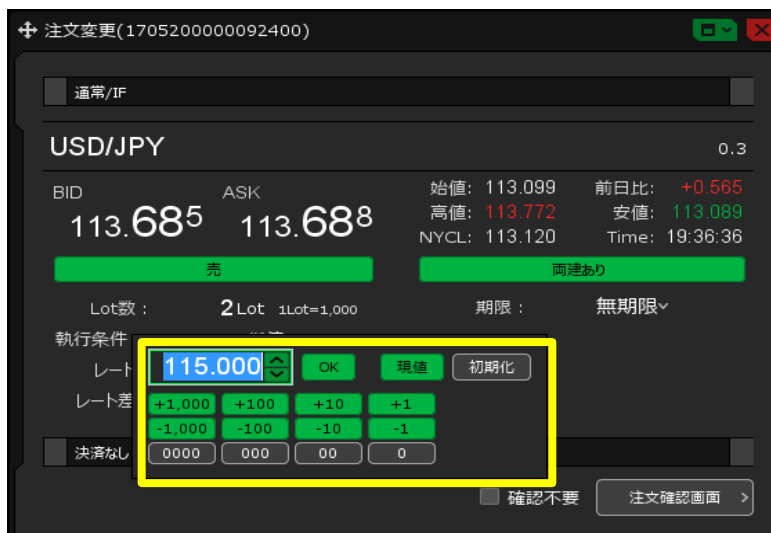 注文変更(1705200000092400)
通常/IF
USD/JPY 0.3
BID ASK 始値: 113.099 前日比: +0.565
113.685 113.688 高値: 113.772 安値: 113.089
NYCL: 113.120 Time: 19:36:36
売 両建あり
Lot数 : 2 Lot 1Lot=1,000 期限 : 無期限
執行条件
レート 115.000 OK 現値 初期化
レート差 +1,000 +100 +10 +1
-1,000 -100 -10 -1
決済なし 0000 000 00 0
確認不要 注文確認画面 >